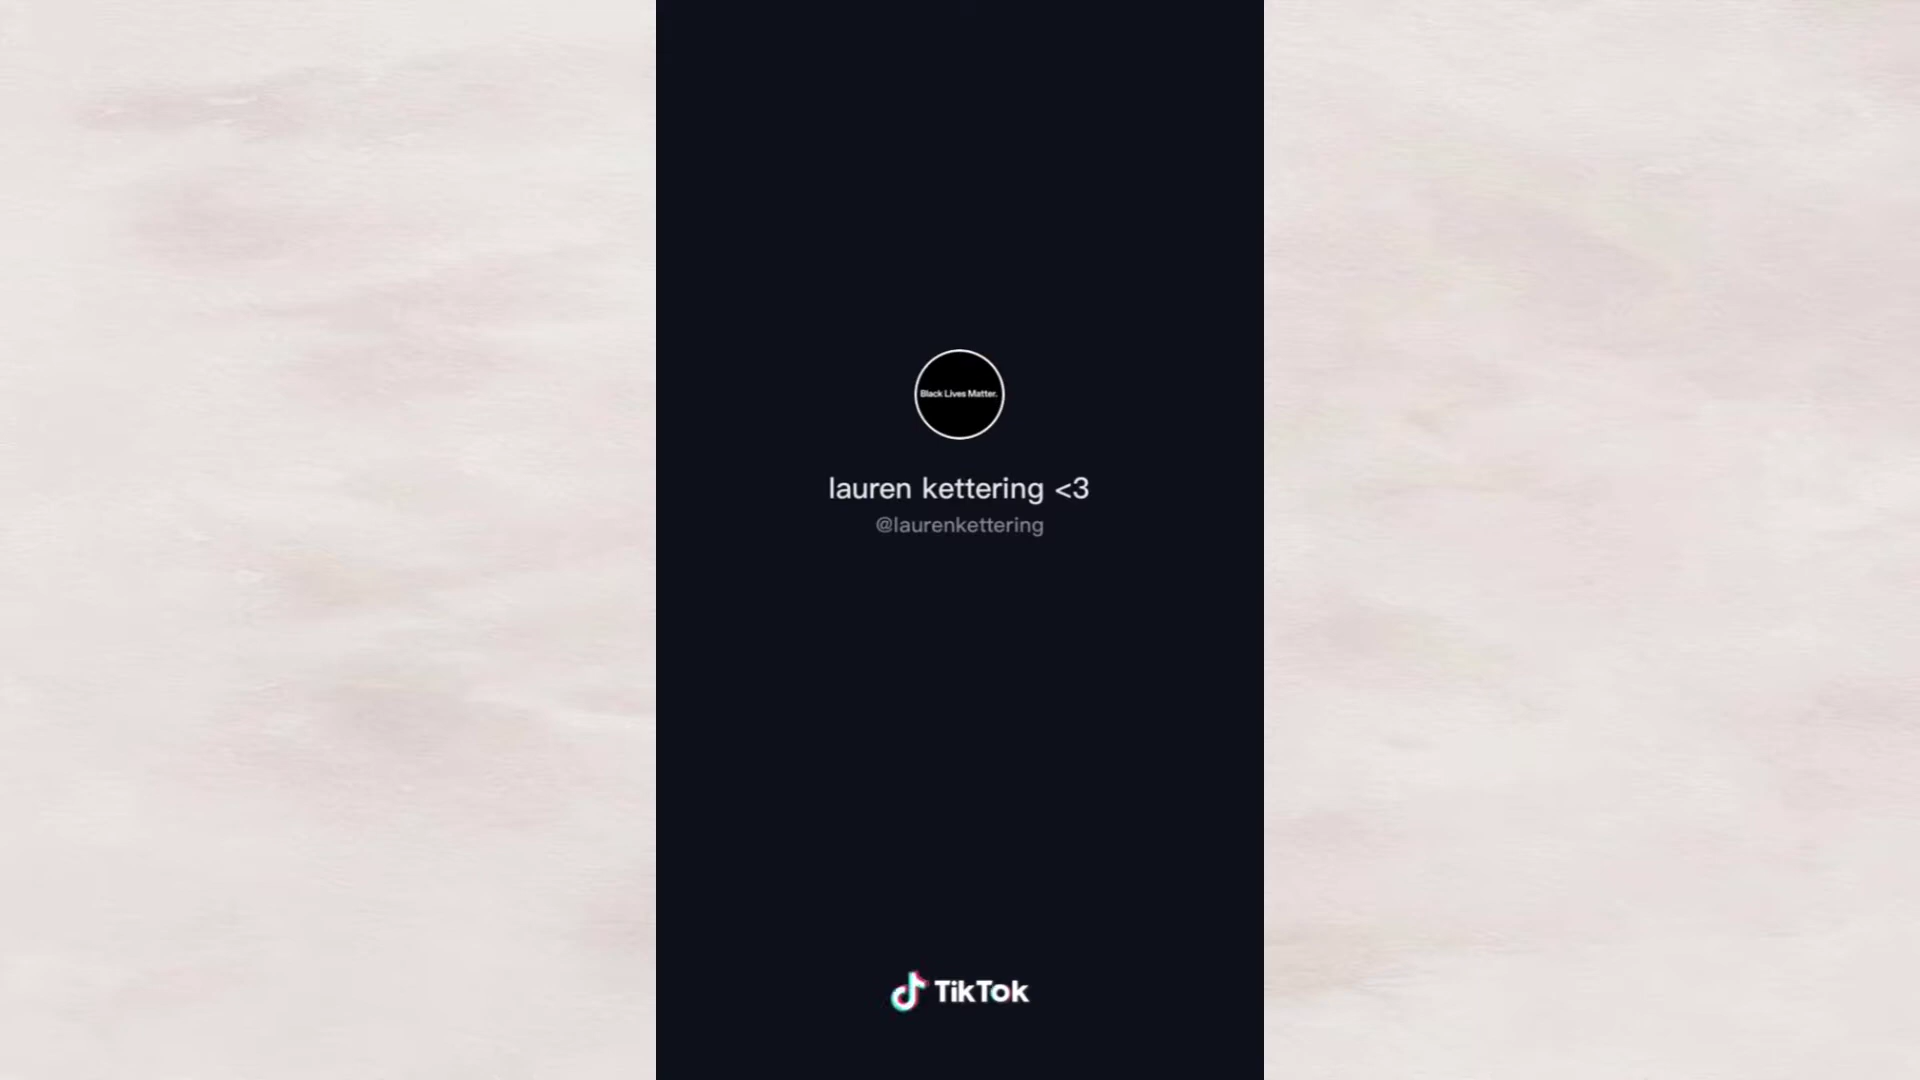 Black Lives Matter.
lauren kettering <3
@laurenkettering
TikTok